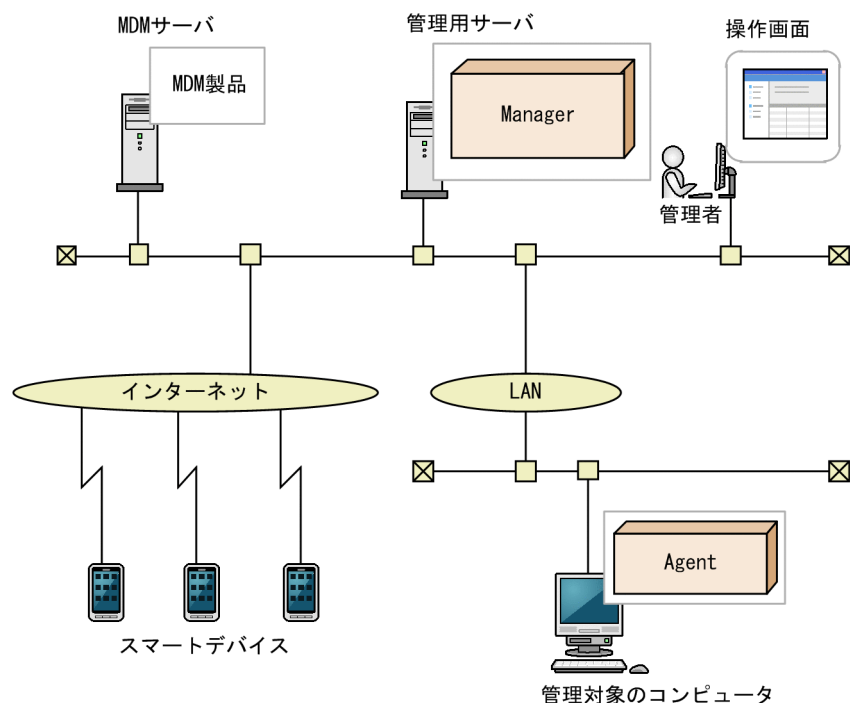 MDMサーバ
管理用サーバ
操作画面
MDM製品
Manager
管理者
インターネット
LAN
Agent
スマートデバイス
管理対象のコンピュータ